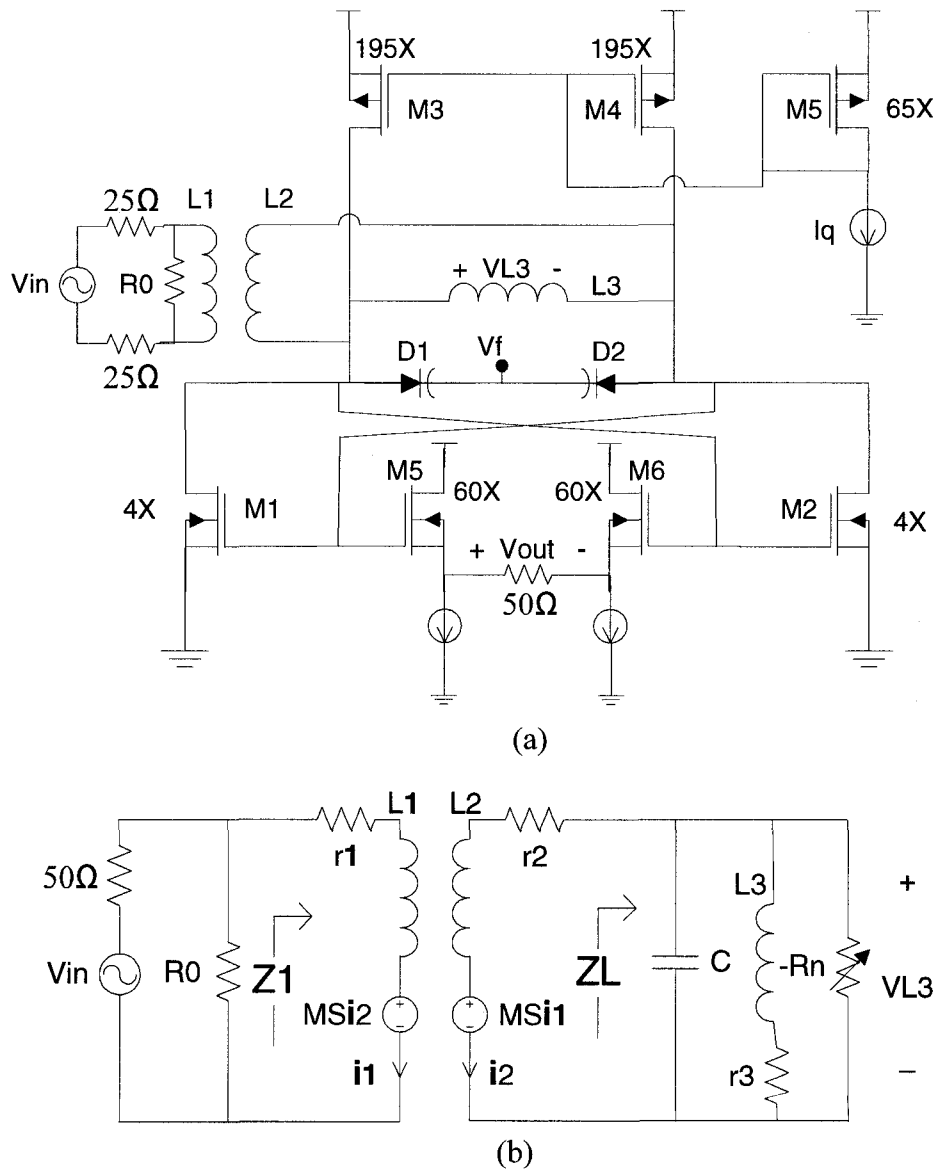 195X
195X
M3
M4
M5
65X
25Ω
L1
L2
Iq
Vin
R0
+ VL3 -
L3
25Ω
D1
Vf
D2
M5
M6
4X
M1
60X
60X
M2
4X
+ Vout -
50Ω
(a)
L1
L2
r1
r2
50Ω
L3
+
Vin
R0
Z1
ZL
C
-Rn
VL3
MSi2
MSi1
r3
i1
i2
−
(b)